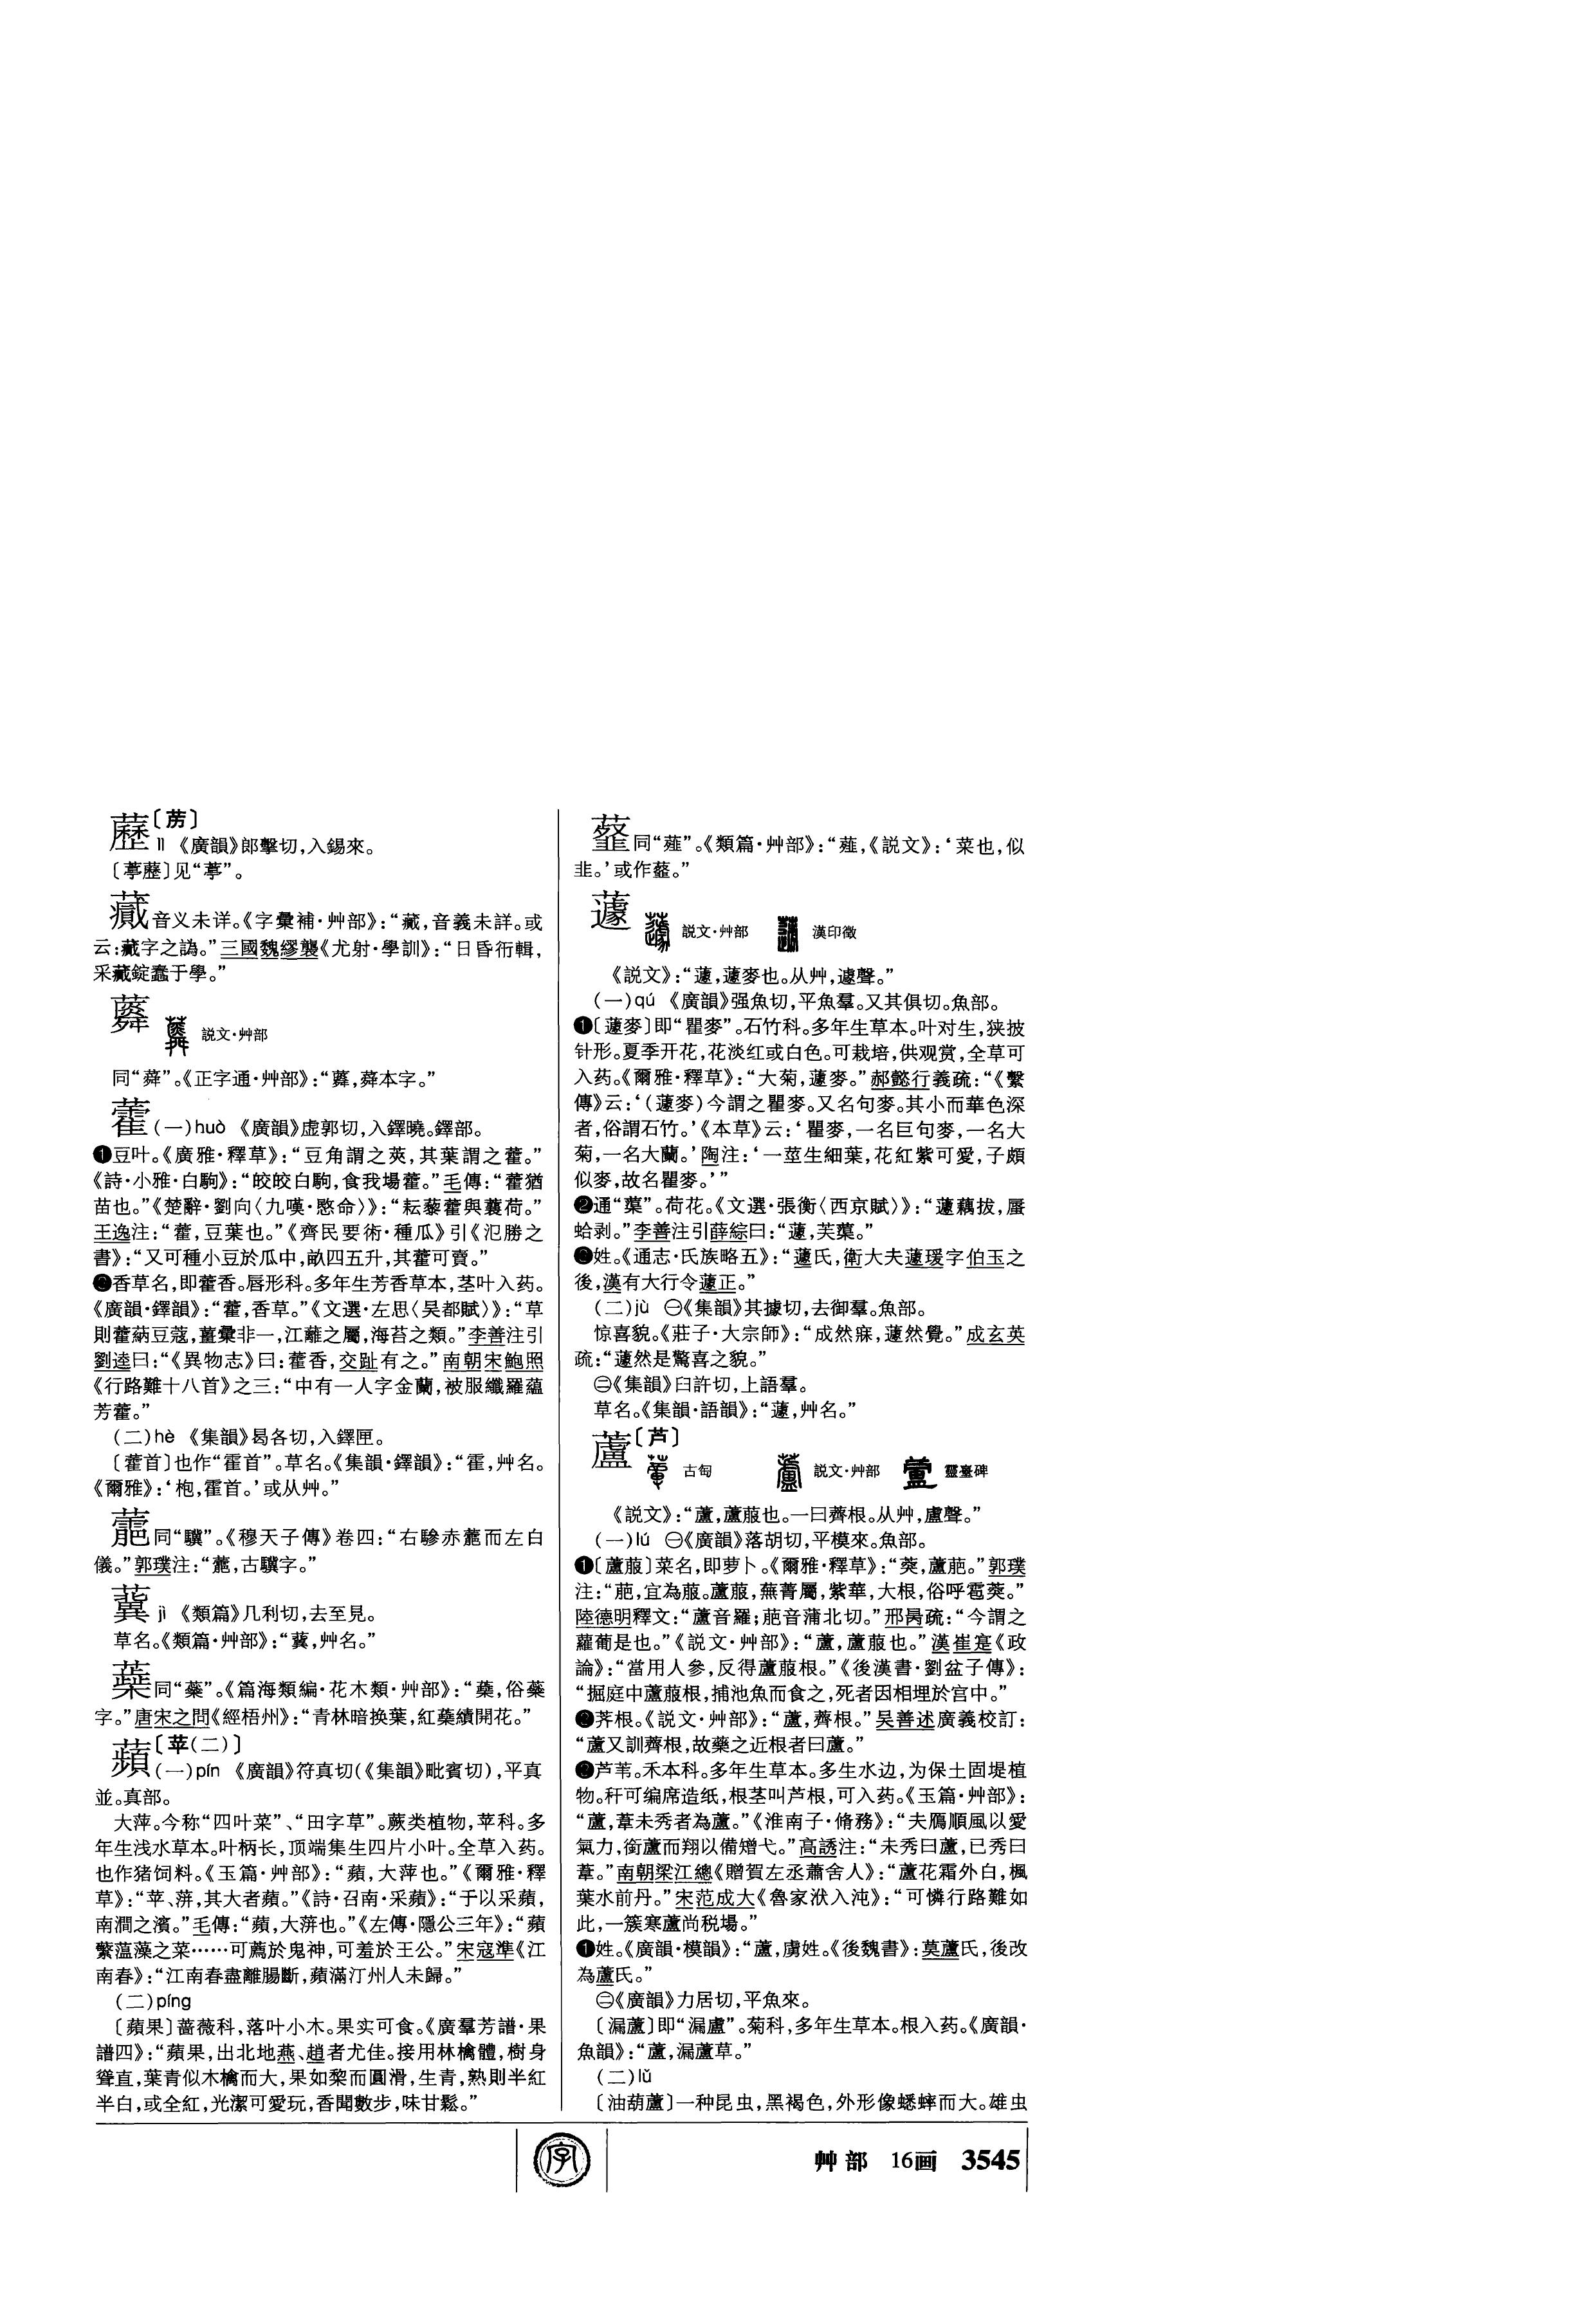 藶〔苈〕
lì 《廣韻》郎擊切,入錫來。
〔葶藶〕见“葶”。
音义未详。《字彙補·艸部》:“ ,音義未詳。或
云:藏字之譌。”三國魏繆襲《尤射·學訓》:“日昏衎輯,
采 錠蠢于學。”
説文·艸部
同“蕣”。《正字通·艸部》:“ ,蕣本字。”
藿(一)huò 《廣韻》虚郭切,入鐸曉。鐸部。
❶豆叶。《廣雅·釋草》:“豆角謂之莢,其葉謂之藿。”
《詩·小雅·白駒》:“皎皎白駒,食我場藿。”毛傳:“藿猶
苗也。”《楚辭·劉向〈九嘆·愍命〉》:“耘藜藿與蘘荷。”
王逸注:“藿,豆葉也。”《齊民要術·種瓜》引《氾勝之
書》:“又可種小豆於瓜中,畝四五升,其藿可賣。”
❷香草名,即藿香。唇形科。多年生芳香草本,茎叶入药。
《廣韻·鐸韻》:“藿,香草。”《文選·左思〈吴都賦〉》:“草
則藿蒳豆蔻,薑彙非一,江蘺之屬,海苔之類。”李善注引
劉逵曰:“《異物志》曰:藿香,交趾有之。”南朝宋鮑照
《行路難十八首》之三:“中有一人字金蘭,被服纖羅蘊
芳藿。”
(二)hè 《集韻》曷各切,入鐸匣。
〔藿首〕也作“霍首”。草名。《集韻·鐸韻》:“霍,艸名。
《爾雅》:‘枹,霍首。’或从艸。”
同“驥”。《穆天子傳》卷四:“右驂赤 而左白
儀。”郭璞注:“ ,古驥字。”
jì 《類篇》几利切,去至見。
草名。《類篇·艸部》:“ ,艸名。”
蘃同“蘂”。《篇海類編·花木類·艸部》:“ ,俗蘂
字。”唐宋之問《經梧州》:“青林暗换葉,紅 續開花。”
蘋〔苹(二)〕
(一)pín 《廣韻》符真切(《集韻》毗賓切),平真
並。真部。
大萍。今称“四叶菜”、“田字草”。蕨类植物,苹科。多
年生浅水草本。叶柄长,顶端集生四片小叶。全草入药。
也作猪饲料。《玉篇·艸部》:“蘋,大萍也。”《爾雅·釋
草》:“苹、蓱,其大者蘋。”《詩·召南·采蘋》:“于以采蘋,
南澗之濱。”毛傳:“蘋,大蓱也。”《左傳·隱公三年》:“蘋
蘩薀藻之菜……可薦於鬼神,可羞於王公。”宋寇準《江
南春》:“江南春盡離腸斷,蘋滿汀州人未歸。”
(二)píng
〔蘋果〕蔷薇科,落叶小木。果实可食。《廣羣芳譜·果
譜四》:“蘋果,出北地燕、趙者尤佳。接用林檎體,樹身
聳直,葉青似木檎而大,果如棃而圓滑,生青,熟則半紅
半白,或全紅,光潔可愛玩,香聞數步,味甘鬆。”
同“薤”。《類篇·艸部》:“薤,《説文》:‘菜也,似
韭。’或作 。”
蘧 説文·艸部 漢印徵
《説文》:“蘧,蘧麥也。从艸,遽聲。”
(一)qú 《廣韻》强魚切,平魚羣。又其俱切。魚部。
❶〔蘧麥〕即“瞿麥”。石竹科。多年生草本。叶对生,狭披
针形。夏季开花,花淡红或白色。可栽培,供观赏,全草可
入药。《爾雅·釋草》:“大菊,蘧麥。”郝懿行義疏:“《繫
傳》云:‘(蘧麥)今謂之瞿麥。又名句麥。其小而華色深
者,俗謂石竹。’《本草》云:‘瞿麥,一名巨句麥,一名大
菊,一名大蘭。’陶注:‘一莖生細葉,花紅紫可愛,子頗
似麥,故名瞿麥。’”
❷通“蕖”。荷花。《文選·張衡〈西京賦〉》:“蘧藕拔,蜃
蛤剥。”李善注引薛綜曰:“蘧,芙蕖。”
❸姓。《通志·氏族略五》:“蘧氏,衛大夫蘧瑗字伯玉之
後,漢有大行令蘧正。”
(二)jù ㊀《集韻》其據切,去御羣。魚部。
惊喜貌。《莊子·大宗師》:“成然寐,蘧然覺。”成玄英
疏:“蘧然是驚喜之貌。”
㊁《集韻》臼許切,上語羣。
草名。《集韻·語韻》:“蘧,艸名。”
蘆〔芦〕
古匋 説文·艸部 靈臺碑
《説文》:“蘆,蘆菔也。一曰薺根。从艸,盧聲。”
(一)lú ㊀《廣韻》落胡切,平模來。魚部。
❶〔蘆菔〕菜名,即萝卜。《爾雅·釋草》:“葖,蘆萉。”郭璞
注:“萉,宜為菔。蘆菔,蕪菁屬,紫華,大根,俗呼雹葖。”
陸德明釋文:“蘆音羅;萉音蒲北切。”邢昺疏:“今謂之
蘿蔔是也。”《説文·艸部》:“蘆,蘆菔也。”漢崔寔《政
論》:“當用人參,反得蘆菔根。”《後漢書·劉盆子傳》:
“掘庭中蘆菔根,捕池魚而食之,死者因相埋於宫中。”
❷荠根。《説文·艸部》:“蘆,薺根。”吴善述廣義校訂:
“蘆又訓薺根,故藥之近根者曰蘆。”
❸芦苇。禾本科。多年生草本。多生水边,为保土固堤植
物。秆可编席造纸,根茎叫芦根,可入药。《玉篇·艸部》:
“蘆,葦未秀者為蘆。”《淮南子·脩務》:“夫鴈順風以愛
氣力,銜蘆而翔以備矰弋。”高誘注:“未秀曰蘆,已秀曰
葦。”南朝梁江總《贈賀左丞蕭舍人》:“蘆花霜外白,楓
葉水前丹。”宋范成大《魯家洑入沌》:“可憐行路難如
此,一簇寒蘆尚税場。”
❹姓。《廣韻·模韻》:“蘆,虜姓。《後魏書》:莫蘆氏,後改
為蘆氏。”
㊁《廣韻》力居切,平魚來。
〔漏蘆〕即“漏盧”。菊科,多年生草本。根入药。《廣韻·
魚韻》:“蘆,漏蘆草。”
(二)lǔ
〔油葫蘆〕一种昆虫,黑褐色,外形像蟋蟀而大。雄虫
字
艸部 16画 3545